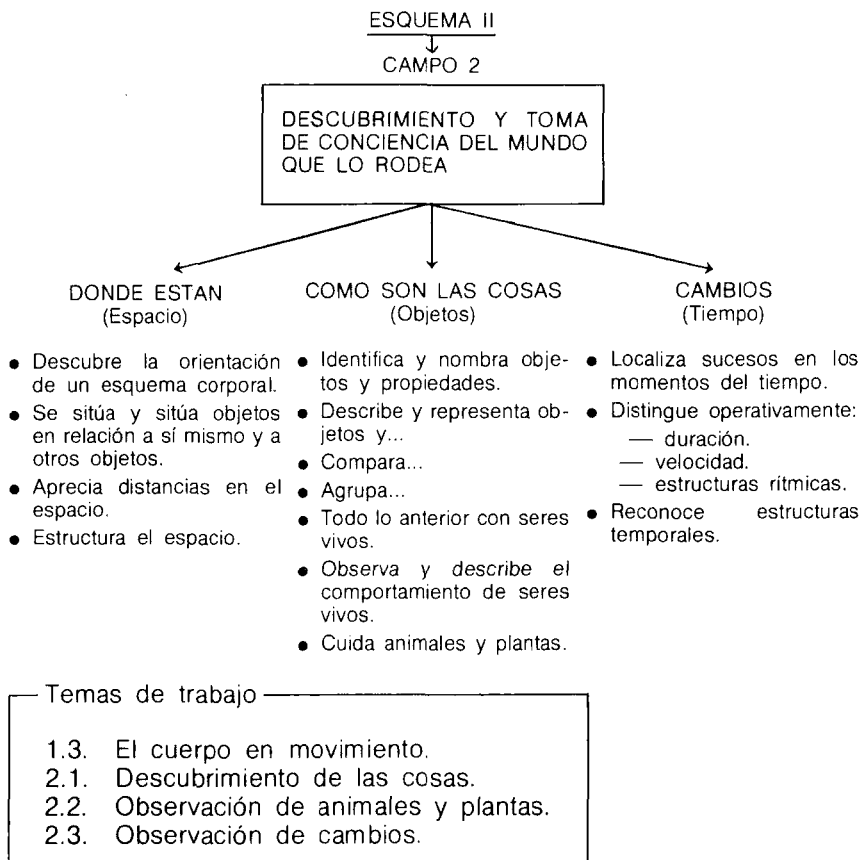 ESQUEMA II
CAMPO 2
DESCUBRIMIENTO Y TOMA
DE CONCIENCIA DEL MUNDO
QUE LO RODEA
DONDE ESTAN
(Espacio)
● Descubre la orientación
de un esquema corporal.
● Se sitúa y sitúa objetos
en relación a sí mismo y a
otros objetos.
● Aprecia distancias en el
espacio.
● Estructura el espacio.
COMO SON LAS COSAS
(Objetos)
● Identifica y nombra obje-
tos y propiedades.
● Describe y representa ob-
jetos y...
● Compara...
● Agrupa...
● Todo lo anterior con seres
vivos.
● Observa y describe el
comportamiento de seres
vivos.
● Cuida animales y plantas.
CAMBIOS
(Tiempo)
● Localiza sucesos en los
momentos del tiempo.
● Distingue operativamente:
— duración.
— velocidad.
— estructuras rítmicas.
● Reconoce estructuras
temporales.
Temas de trabajo
1.3. El cuerpo en movimiento.
2.1. Descubrimiento de las cosas.
2.2. Observación de animales y plantas.
2.3. Observación de cambios.